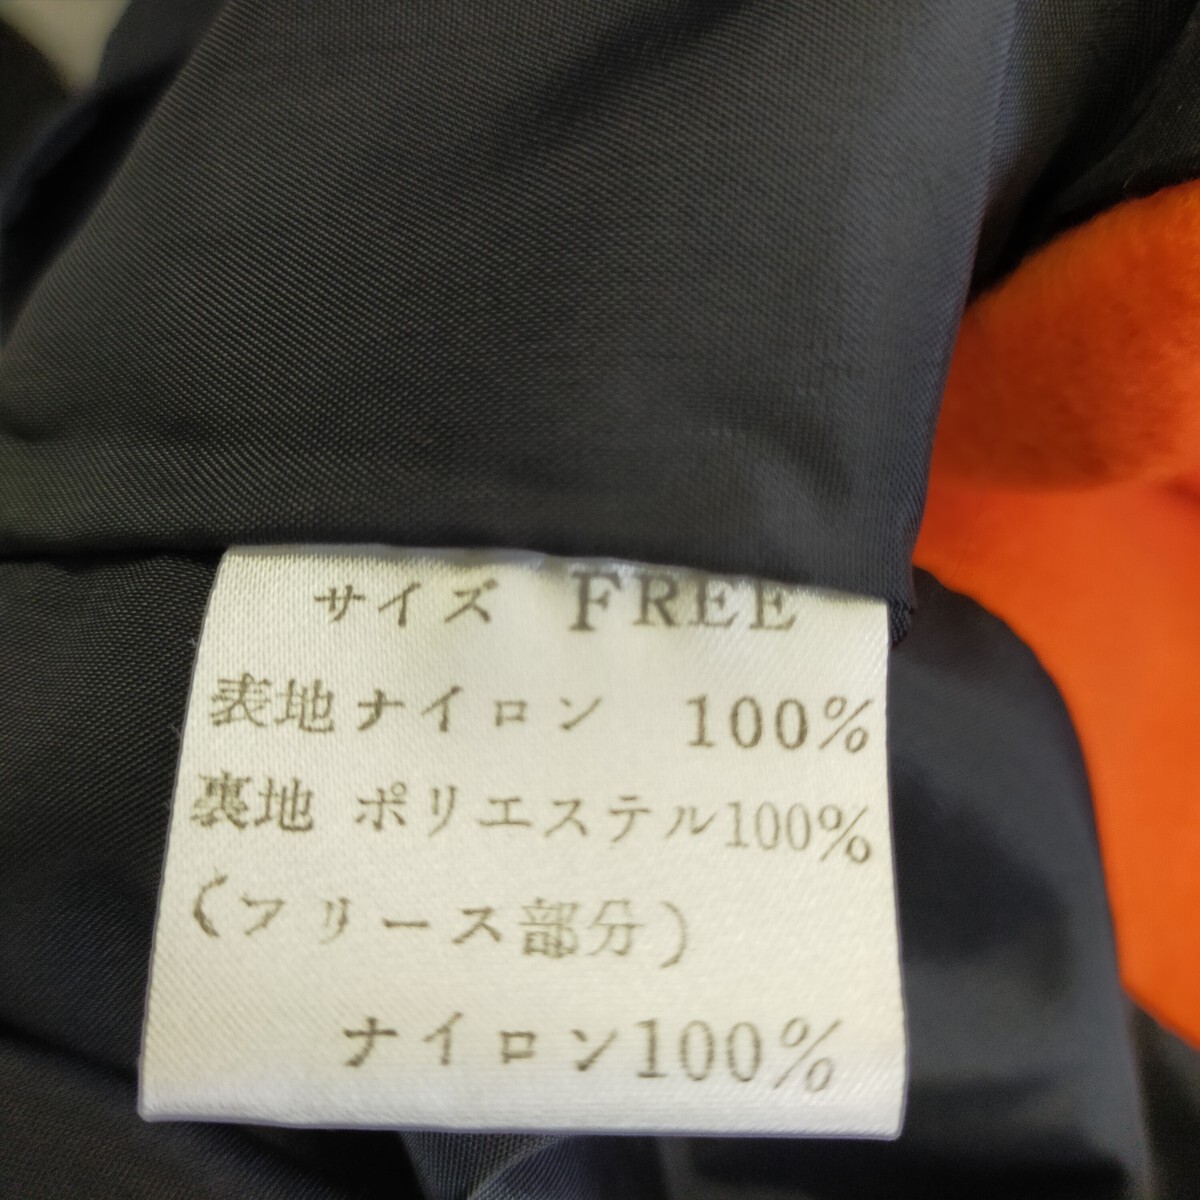 サイズ FREE
表地 ナイロン 100%
裏地 ポリエステル100%
(フリース部分)
ナイロン100%